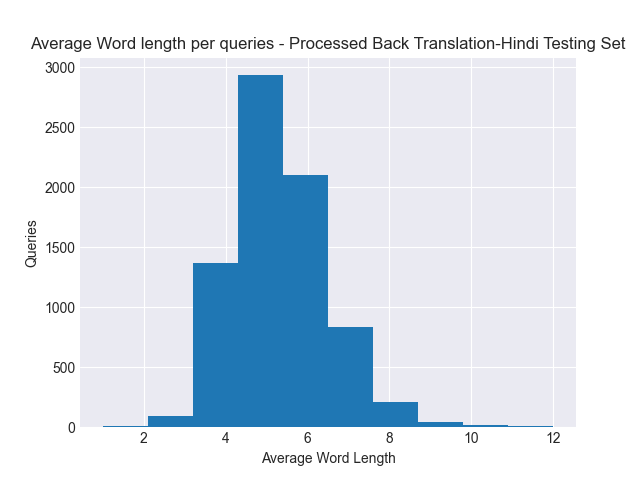 Average Word length per queries - Processed Back Translation-Hindi Testing Set
3000
2500
2000
1500
1000
500
0
Queries
2 4 6 8 10 12
Average Word Length